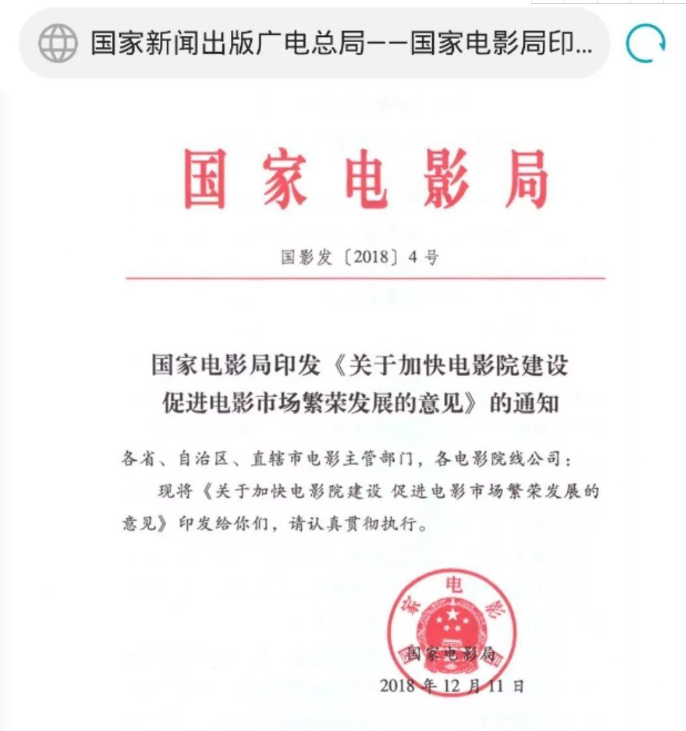 国家新闻出版广电总局——国家电影局印...
国家电影局
国影发〔2018〕4号
国家电影局印发《关于加快电影院建设
促进电影市场繁荣发展的意见》的通知
各省、自治区、直辖市电影主管部门，各电影院线公司：
现将《关于加快电影院建设 促进电影市场繁荣发展的
意见》印发给你们，请认真贯彻执行。
国家电影局
国家电影局
2018年12月11日